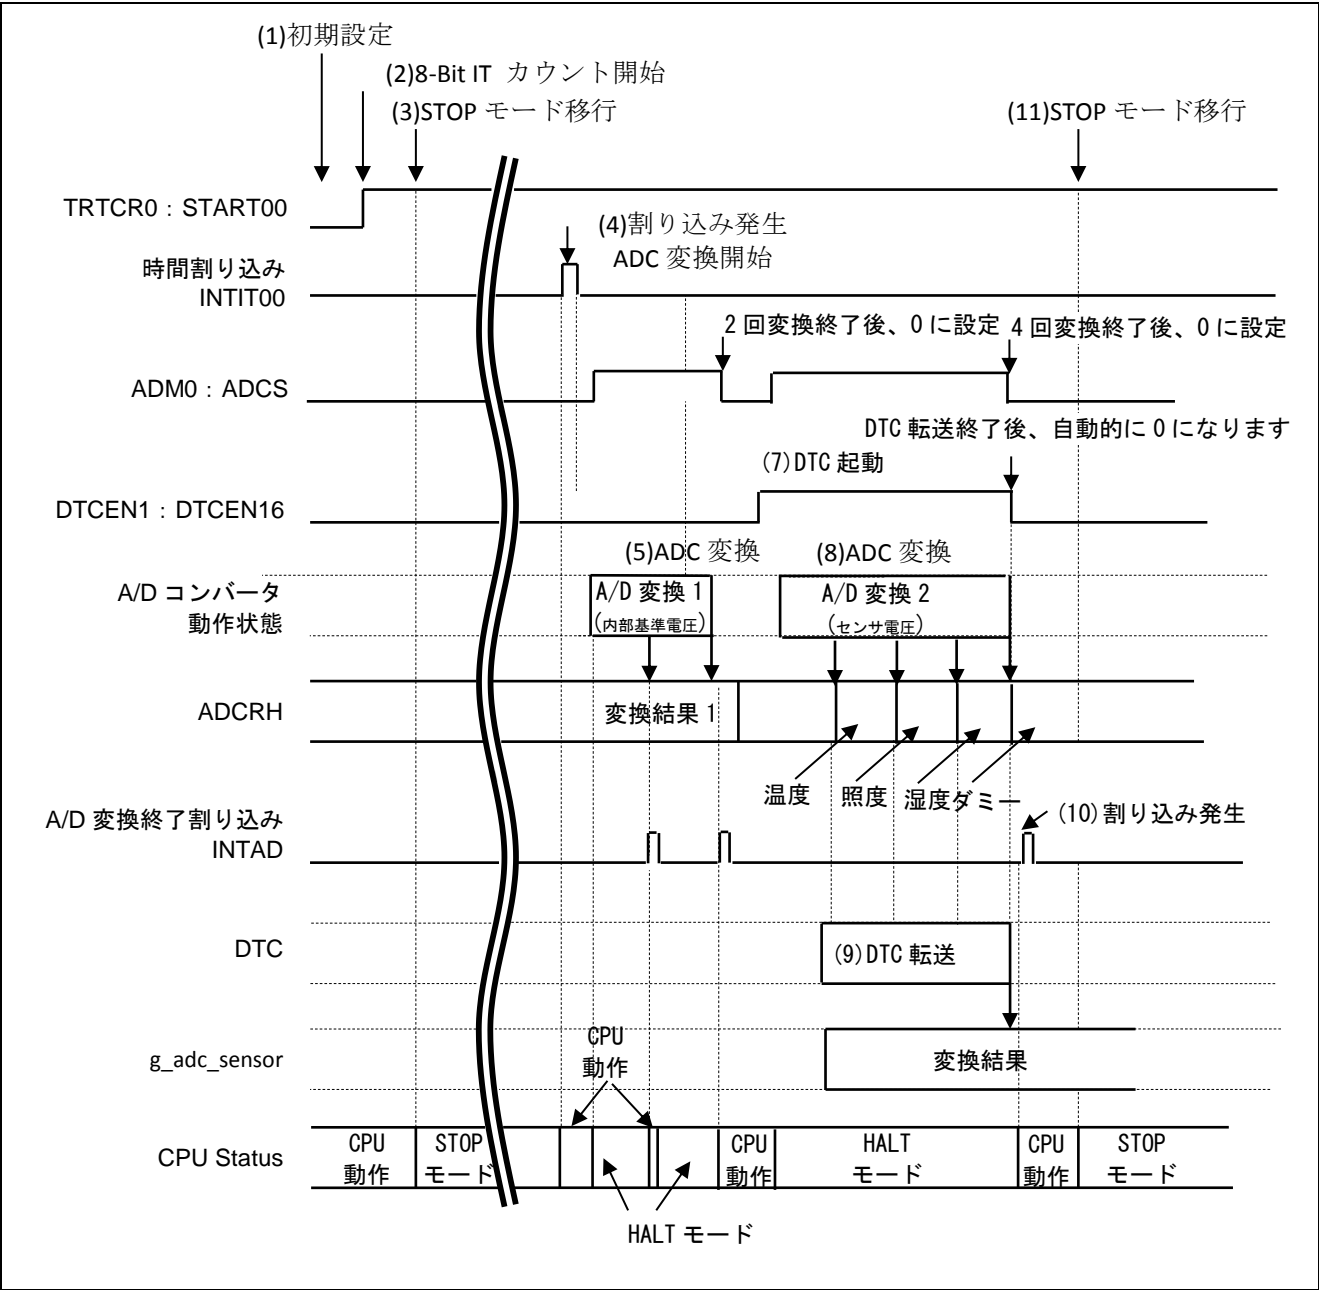 (1)初期設定
(2)8-Bit IT カウント開始
(3)STOP モード移行
(11)STOP モード移行
TRTCR0：START00
(4)割り込み発生
ADC 変換開始
時間割り込み
INTIT00
2 回変換終了後、0 に設定
4 回変換終了後、0 に設定
ADM0：ADCS
DTC 転送終了後、自動的に 0 になります
(7)DTC 起動
DTCEN1：DTCEN16
(5)ADC 変換
(8)ADC 変換
A/D コンバータ
動作状態
A/D 変換 1
(内部基準電圧)
A/D 変換 2
(センサ電圧)
ADCRH
変換結果 1
温度
照度
湿度
ダミー
A/D 変換終了割り込み
INTAD
(10)割り込み発生
DTC
(9)DTC 転送
g_adc_sensor
変換結果
CPU
動作
CPU Status
CPU
動作
STOP
モード
CPU
動作
HALT
モード
CPU
動作
STOP
モード
HALT モード